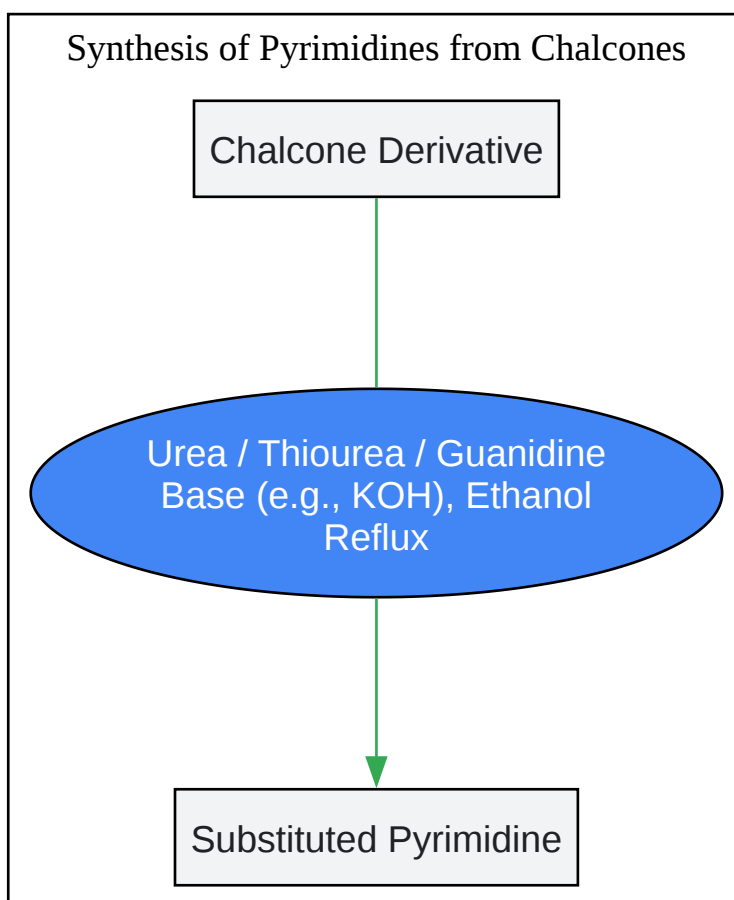 Synthesis of Pyrimidines from Chalcones
Chalcone Derivative
Urea / Thiourea / Guanidine
Base (e.g., KOH), Ethanol
Reflux
Substituted Pyrimidine